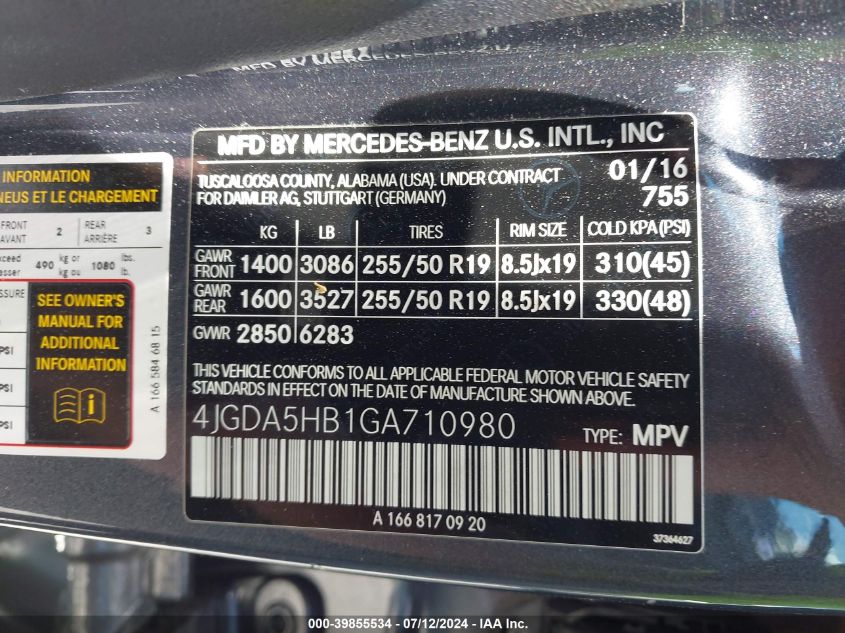 MFD BY MERCEDES-BENZ U.S. INTL., INC
TUSCALOOSA COUNTY, ALABAMA (USA). UNDER CONTRACT
FOR DAIMLER AG, STUTTGART (GERMANY)
01/16
755
KG LB TIRES RIM SIZE COLD KPA(PSI)
GAWR FRONT 1400 3086 255/50 R19 8.5Jx19 310(45)
GAWR REAR 1600 3527 255/50 R19 8.5Jx19 330(48)
GVWR 2850 6283
THIS VEHICLE CONFORMS TO ALL APPLICABLE FEDERAL MOTOR VEHICLE SAFETY
STANDARDS IN EFFECT ON THE DATE OF MANUFACTURE SHOWN ABOVE.
4JGDA5HB1GA710980
TYPE: MPV
A 166 817 09 20
37364627
INFORMATION
NEUS ET LE CHARGEMENT
FRONT 2 REAR 3
AVANT ARRIÈRE
490 kg or 1080 lbs.
kg ou lb.
SEE OWNER'S
MANUAL FOR
ADDITIONAL
INFORMATION
PSI
PSI
PSI
A 166 584 68 15
000-39855534 - 07/12/2024 - IAA Inc.